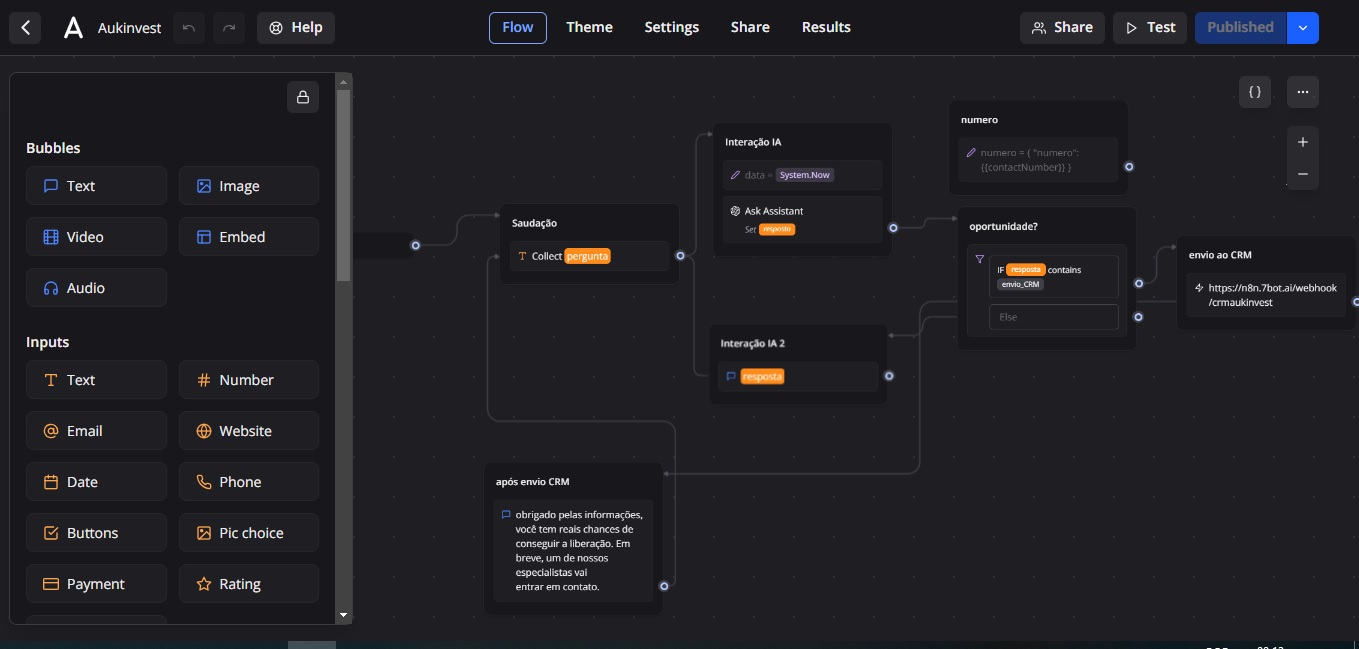 Aukinvest
Help
Flow
Theme
Settings
Share
Results
Share
Test
Published
Bubbles
Text
Image
Video
Embed
Audio
Inputs
Text
Number
Email
Website
Date
Phone
Buttons
Pic choice
Payment
Rating
Saudação
Collect pergunta
Interação IA
data = System.Now
Ask Assistant
Set resposta
Interação IA 2
resposta
após envio CRM
obrigado pelas informações,
você tem reais chances de
conseguir a liberação. Em
breve, um de nossos
especialistas vai
entrar em contato.
numero
numero = { "numero":
{{contactNumber}} }
oportunidade?
IF resposta contains
envio_CRM
Else
envio ao CRM
https://n8n.7bot.ai/webhook
/crmaukinvest
{ }